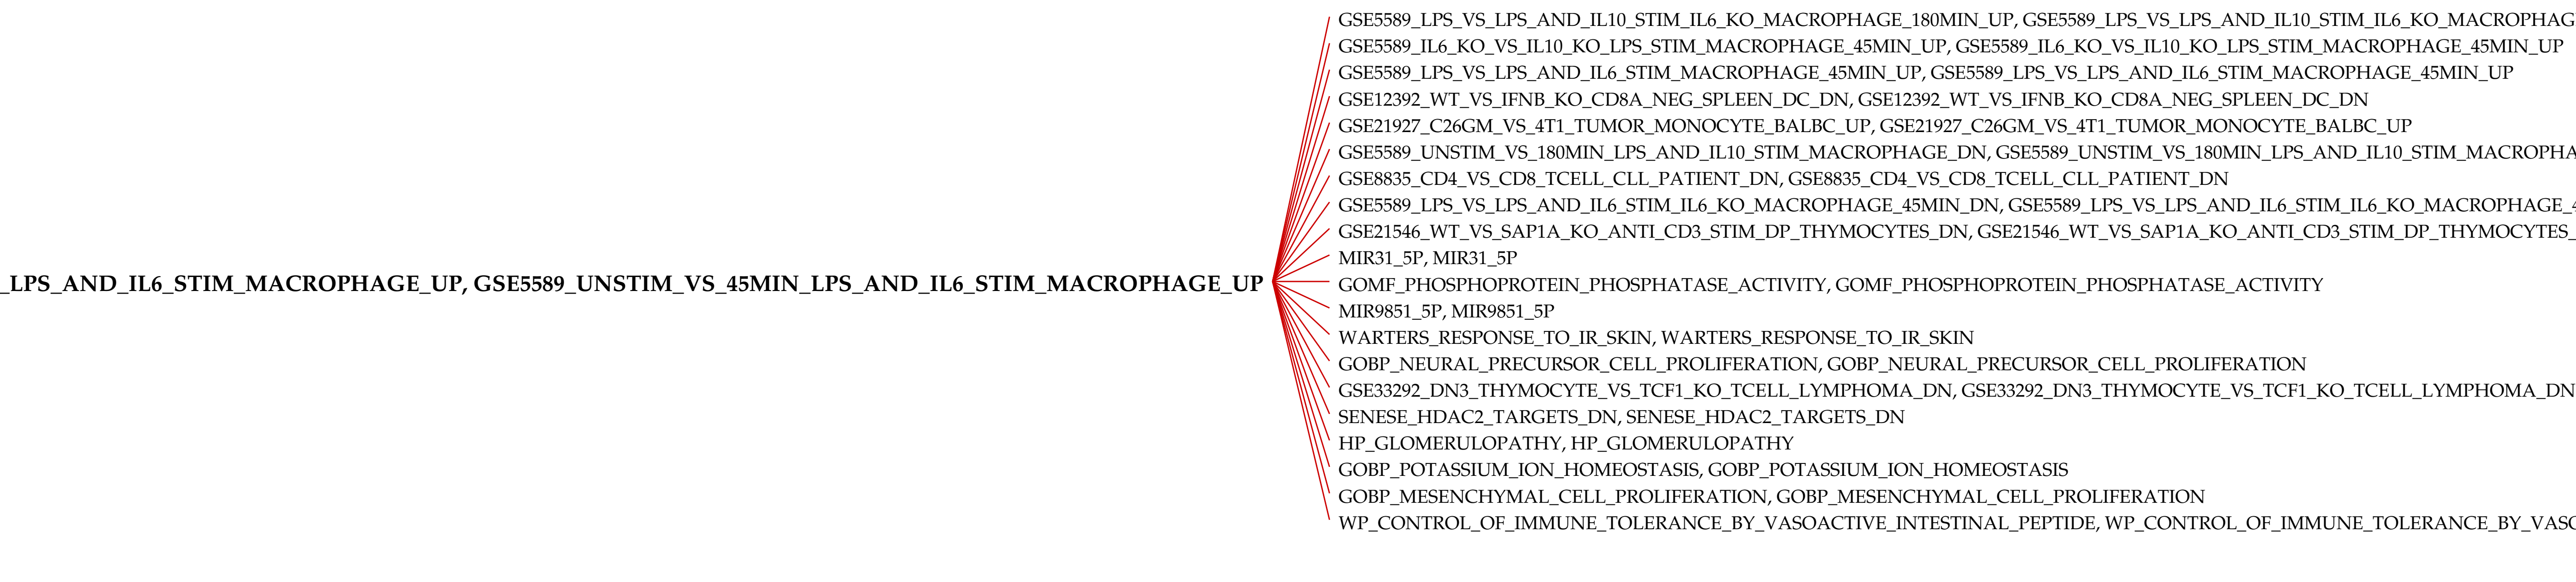 GSE5589_LPS_VS_LPS_AND_IL10_STIM_IL6_KO_MACROPHAGE_180MIN_UP, GSE5589_LPS_VS_LPS_AND_IL10_STIM_IL6_KO_MACROPHAG
GSE5589_IL6_KO_VS_IL10_KO_LPS_STIM_MACROPHAGE_45MIN_UP, GSE5589_IL6_KO_VS_IL10_KO_LPS_STIM_MACROPHAGE_45MIN_UP
GSE5589_LPS_VS_LPS_AND_IL6_STIM_MACROPHAGE_45MIN_UP, GSE5589_LPS_VS_LPS_AND_IL6_STIM_MACROPHAGE_45MIN_UP
GSE12392_WT_VS_IFNB_KO_CD8A_NEG_SPLEEN_DC_DN, GSE12392_WT_VS_IFNB_KO_CD8A_NEG_SPLEEN_DC_DN
GSE21927_C26GM_VS_4T1_TUMOR_MONOCYTE_BALBC_UP, GSE21927_C26GM_VS_4T1_TUMOR_MONOCYTE_BALBC_UP
GSE5589_UNSTIM_VS_180MIN_LPS_AND_IL10_STIM_MACROPHAGE_DN, GSE5589_UNSTIM_VS_180MIN_LPS_AND_IL10_STIM_MACROPHA
GSE8835_CD4_VS_CD8_TCELL_CLL_PATIENT_DN, GSE8835_CD4_VS_CD8_TCELL_CLL_PATIENT_DN
GSE5589_LPS_VS_LPS_AND_IL6_STIM_IL6_KO_MACROPHAGE_45MIN_DN, GSE5589_LPS_VS_LPS_AND_IL6_STIM_IL6_KO_MACROPHAGE_4
GSE21546_WT_VS_SAP1A_KO_ANTI_CD3_STIM_DP_THYMOCYTES_DN, GSE21546_WT_VS_SAP1A_KO_ANTI_CD3_STIM_DP_THYMOCYTES_
MIR31_5P, MIR31_5P
_LPS_AND_IL6_STIM_MACROPHAGE_UP, GSE5589_UNSTIM_VS_45MIN_LPS_AND_IL6_STIM_MACROPHAGE_UP
GOMF_PHOSPHOPROTEIN_PHOSPHATASE_ACTIVITY, GOMF_PHOSPHOPROTEIN_PHOSPHATASE_ACTIVITY
MIR9851_5P, MIR9851_5P
WARTERS_RESPONSE_TO_IR_SKIN, WARTERS_RESPONSE_TO_IR_SKIN
GOBP_NEURAL_PRECURSOR_CELL_PROLIFERATION, GOBP_NEURAL_PRECURSOR_CELL_PROLIFERATION
GSE33292_DN3_THYMOCYTE_VS_TCF1_KO_TCELL_LYMPHOMA_DN, GSE33292_DN3_THYMOCYTE_VS_TCF1_KO_TCELL_LYMPHOMA_DN
SENESE_HDAC2_TARGETS_DN, SENESE_HDAC2_TARGETS_DN
HP_GLOMERULOPATHY, HP_GLOMERULOPATHY
GOBP_POTASSIUM_ION_HOMEOSTASIS, GOBP_POTASSIUM_ION_HOMEOSTASIS
GOBP_MESENCHYMAL_CELL_PROLIFERATION, GOBP_MESENCHYMAL_CELL_PROLIFERATION
WP_CONTROL_OF_IMMUNE_TOLERANCE_BY_VASOACTIVE_INTESTINAL_PEPTIDE, WP_CONTROL_OF_IMMUNE_TOLERANCE_BY_VASO